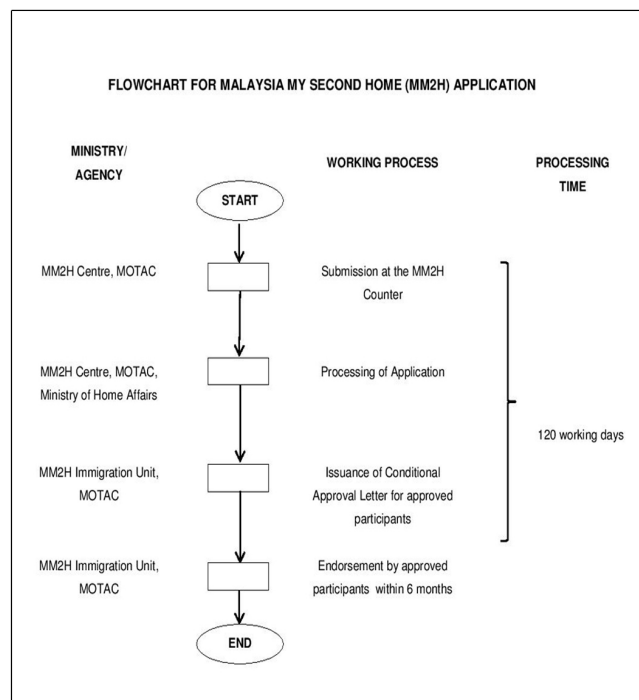 FLOWCHART FOR MALAYSIA MY SECOND HOME (MM2H) APPLICATION
MINISTRY/
AGENCY
WORKING PROCESS
PROCESSING
TIME
START
MM2H Centre, MOTAC
Submission at the MM2H
Counter
MM2H Centre, MOTAC,
Ministry of Home Affairs
Processing of Application
120 working days
MM2H Immigration Unit,
MOTAC
Issuance of Conditional
Approval Letter for approved
participants
MM2H Immigration Unit,
MOTAC
Endorsement by approved
participants within 6 months
END